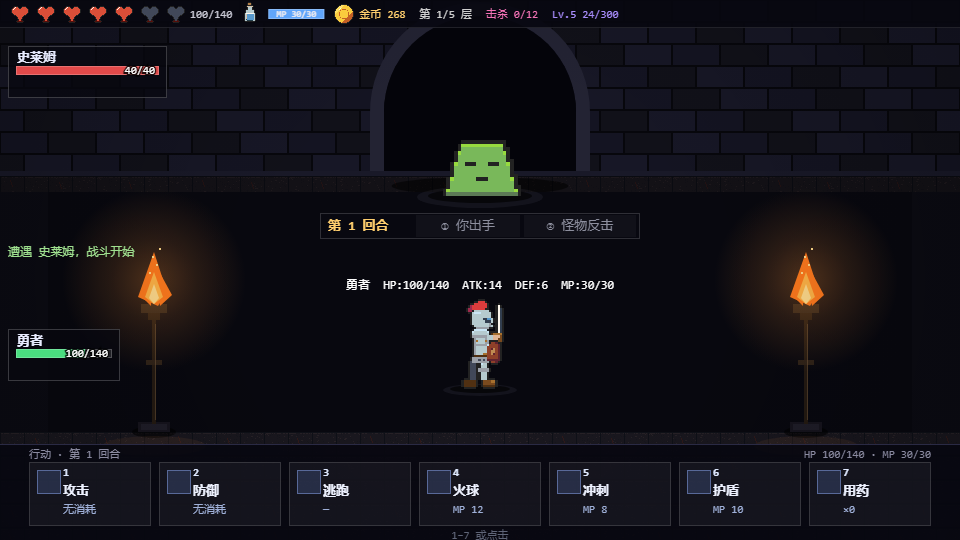 100/140 MP 30/30 金币 268 第 1/5 层 击杀 0/12 Lv.5 24/300
史莱姆
40/40
第 1 回合 ① 你出手 ② 怪物反击
遭遇 史莱姆, 战斗开始
勇者 HP:100/140 ATK:14 DEF:6 MP:30/30
勇者
100/140
行动 · 第 1 回合 HP 100/140 · MP 30/30
1 2 3 4 5 6 7
攻击 防御 逃跑 火球 冲刺 护盾 用药
无消耗 无消耗 — MP 12 MP 8 MP 10 ×0
1-7 或点击